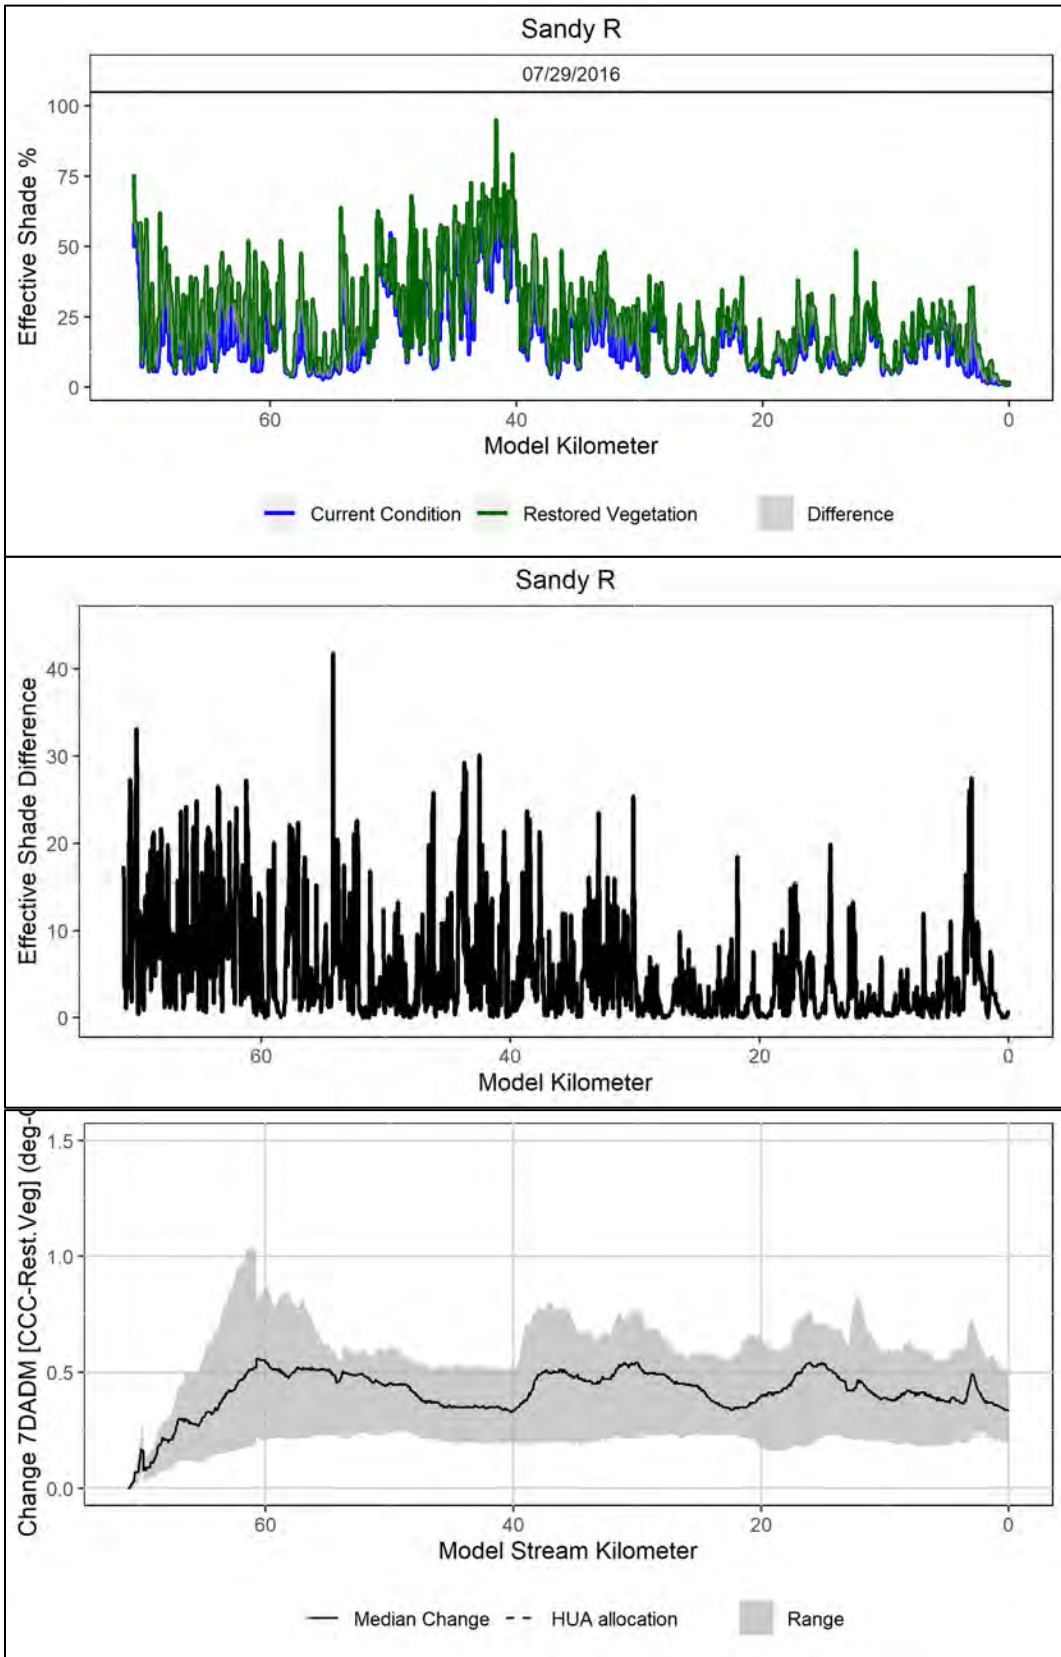 Sandy R
07/29/2016
Effective Shade %
100
75
50
25
0
60
40
20
0
Model Kilometer
Current Condition
Restored Vegetation
Difference
Sandy R
Effective Shade Difference
40
30
20
10
0
60
40
20
0
Model Kilometer
Change 7DADM [CCC-Rest.Veg] (deg-
1.5
1.0
0.5
0.0
60
40
20
0
Model Stream Kilometer
Median Change
HUA allocation
Range